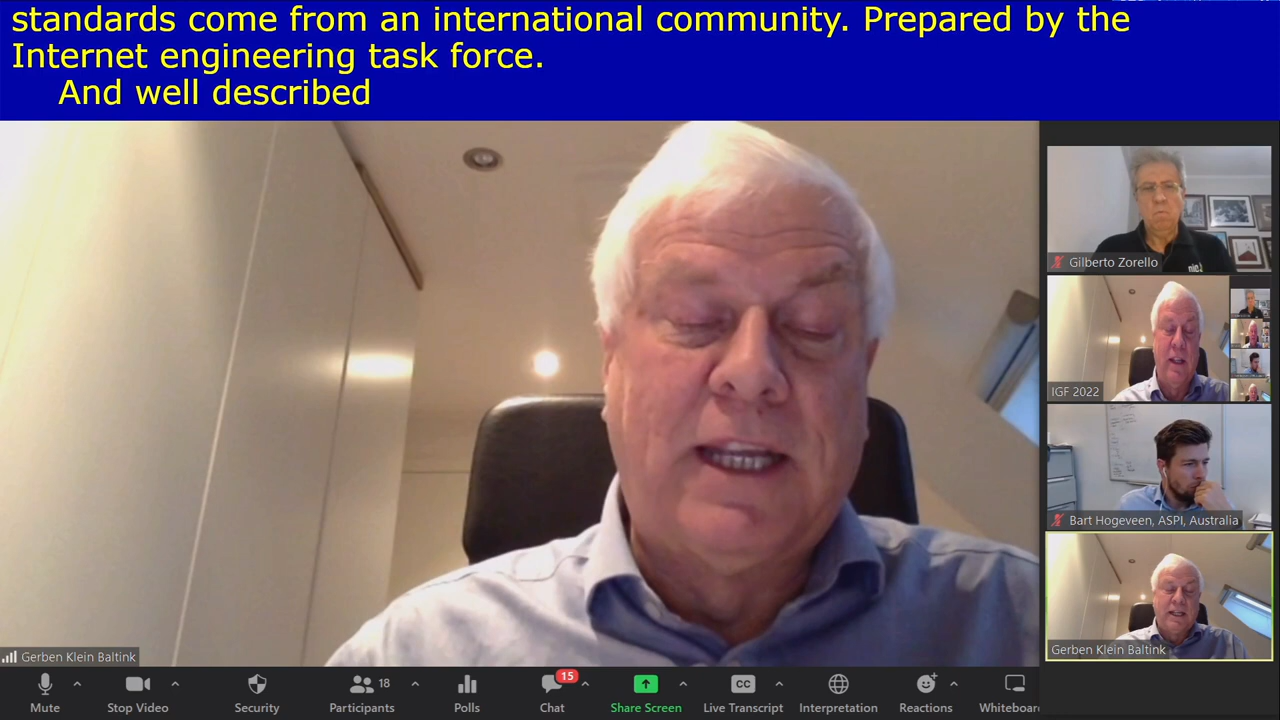 standards come from an international community. Prepared by the
Internet engineering task force.
And well described
Gilberto Zorello
IGF 2022
Bart Hogeveen, ASPI, Australia
Gerben Klein Baltink
Gerben Klein Baltink
Mute
Stop Video
Security
18
Participants
Polls
15
Chat
Share Screen
CC
Live Transcript
Interpretation
Reactions
Whiteboar